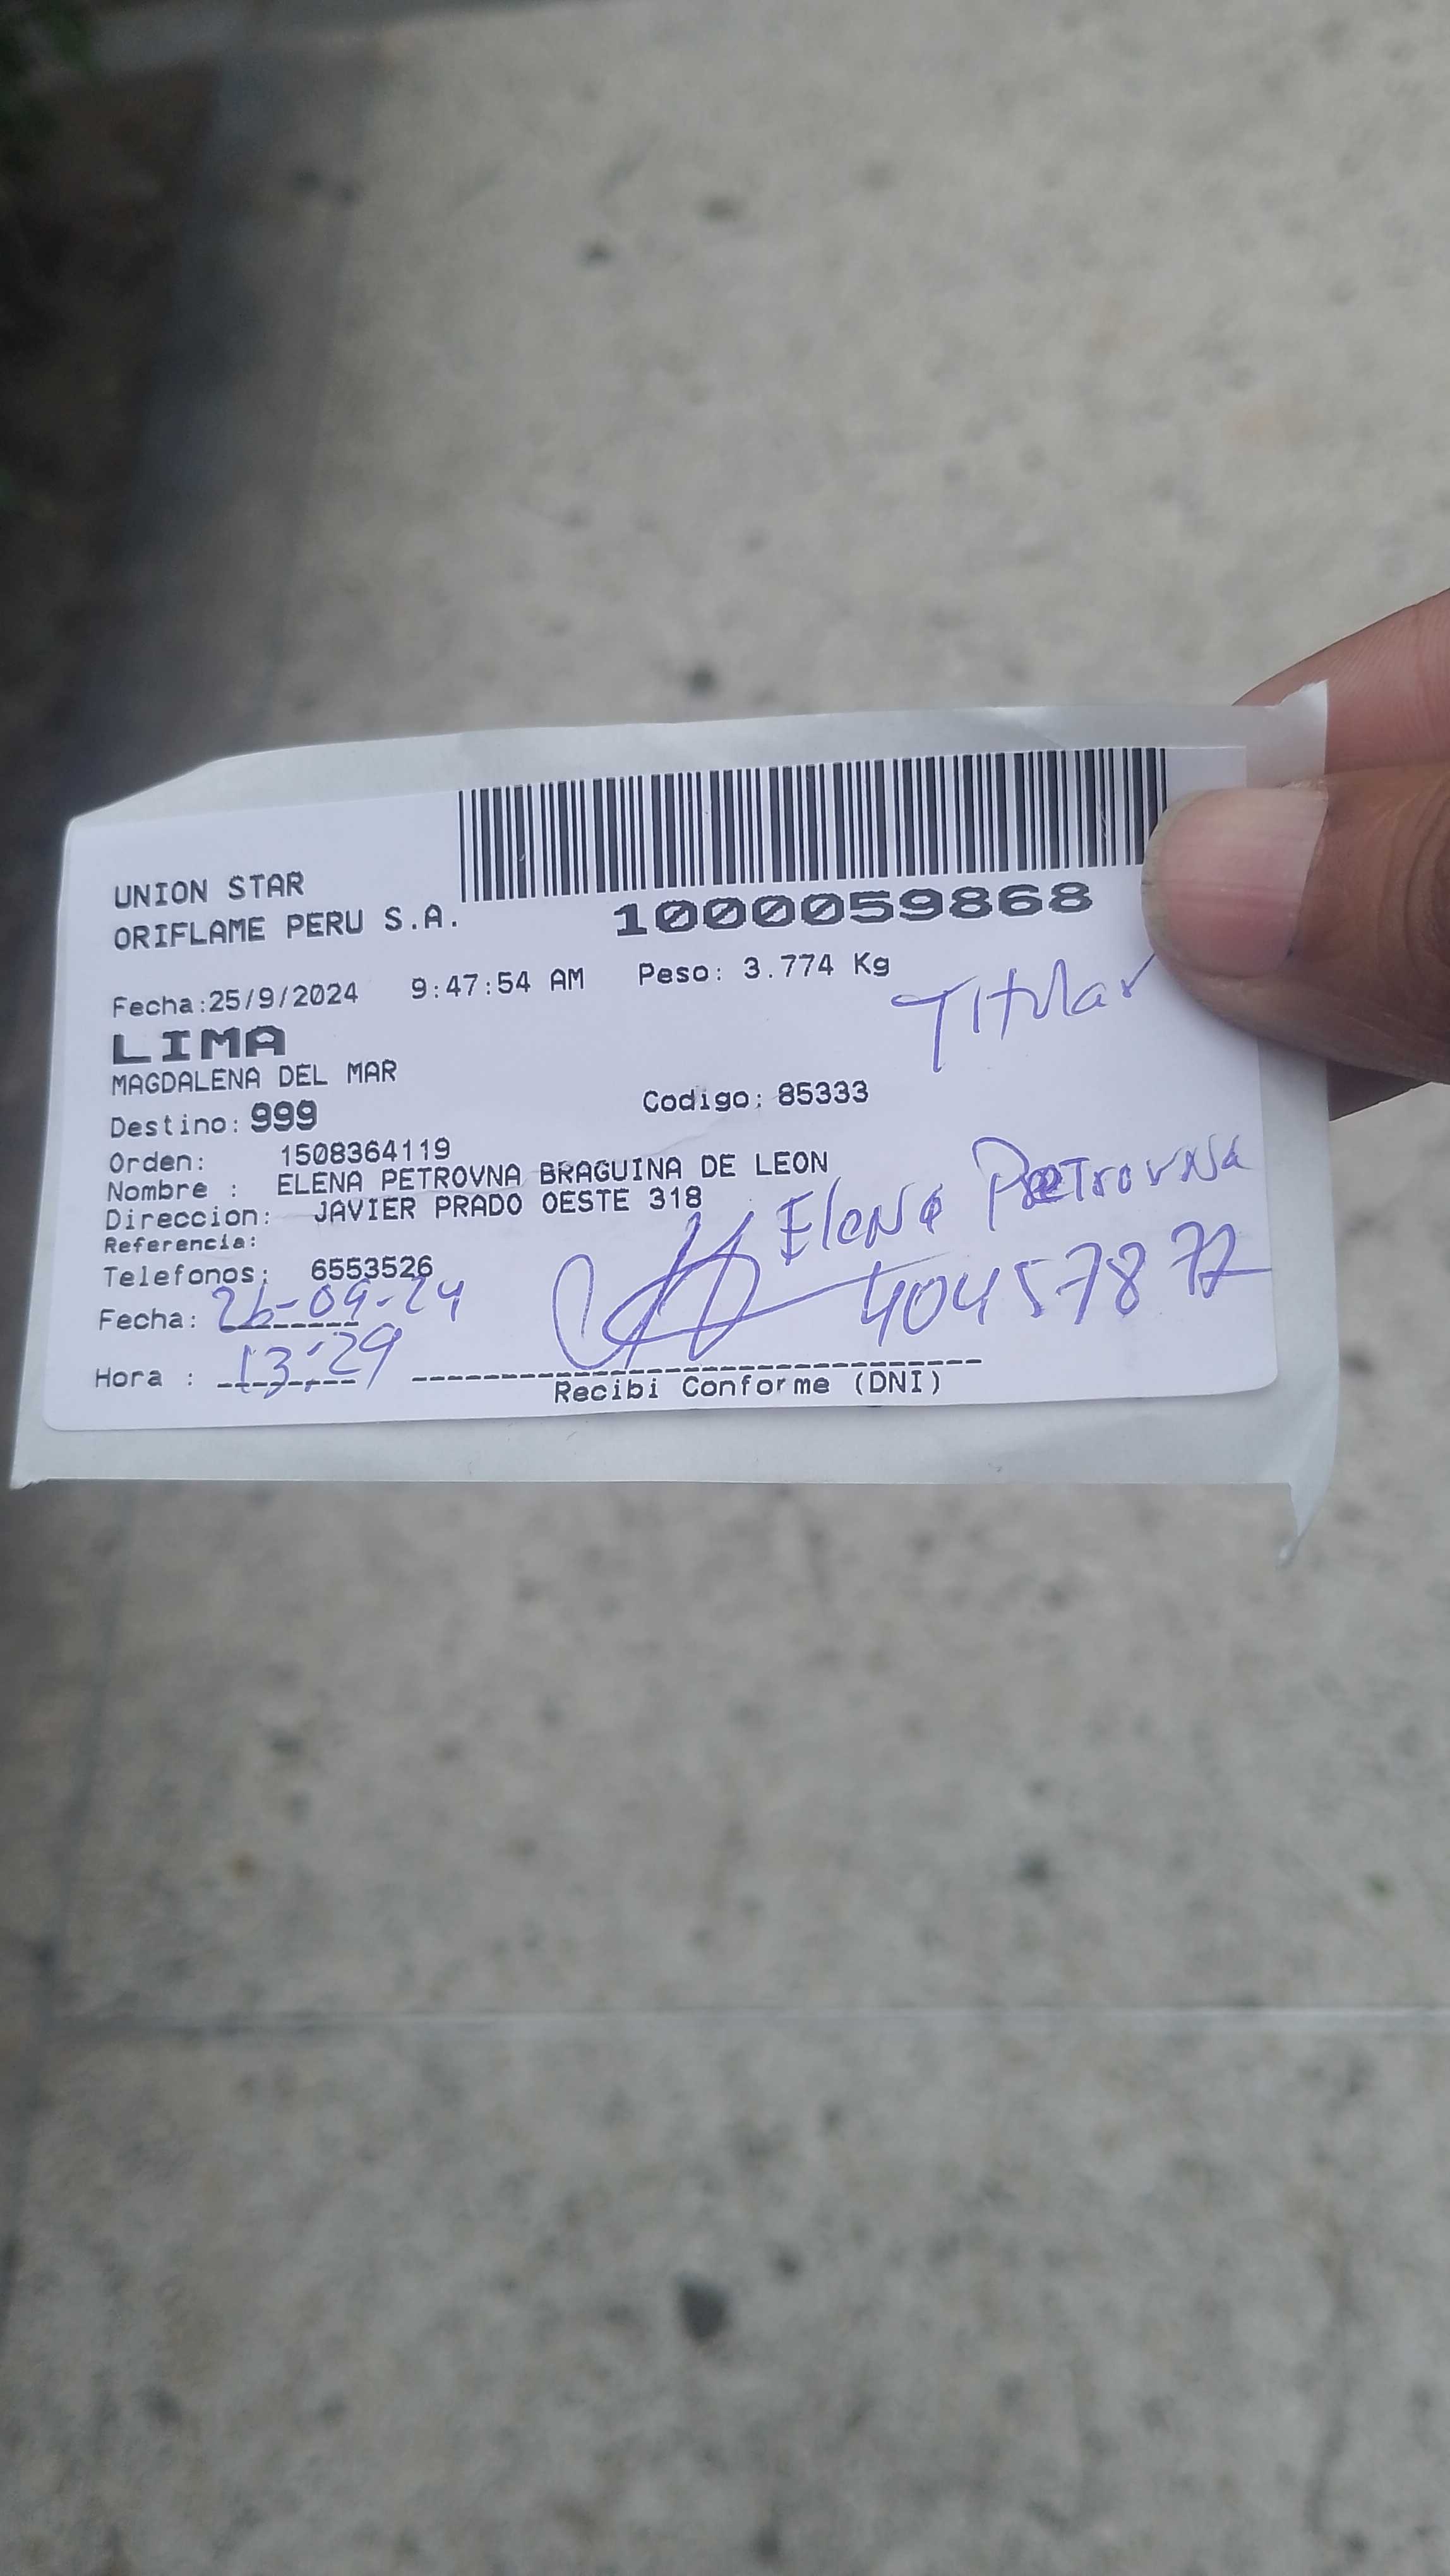 UNION STAR
ORIFLAME PERU S.A.
1000059868
Fecha:25/9/2024 9:47:54 AM Peso: 3.774 Kg
Titular
LIMA
MAGDALENA DEL MAR
Destino: 999 Codigo: 85333
Orden: 1508364119
Nombre : ELENA PETROVNA BRAGUINA DE LEON
Direccion: JAVIER PRADO OESTE 318
Elena Petrovna
Referencia:
Telefonos: 6553526
Fecha: 26-09-24
Hora : 13:29
Recibi Conforme (DNI)